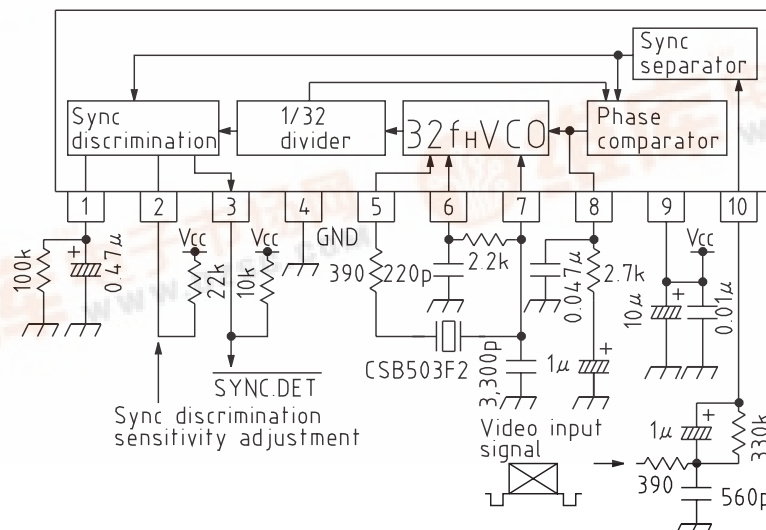 Sync
separator
Sync
discrimination
1/32
divider
32fHVCO
Phase
comparator
1 2 3 4 5 6 7 8 9 10
GND
Vcc Vcc Vcc
100k
+
0.47μ
22k
10k
390
220p
2.2k
0.047μ
2.7k
10μ
+
0.01μ
CSB503F2
3,300p
1μ
+
SYNC.DET
Sync discrimination
sensitivity adjustment
Video input
signal
1μ
+
330k
390
560p